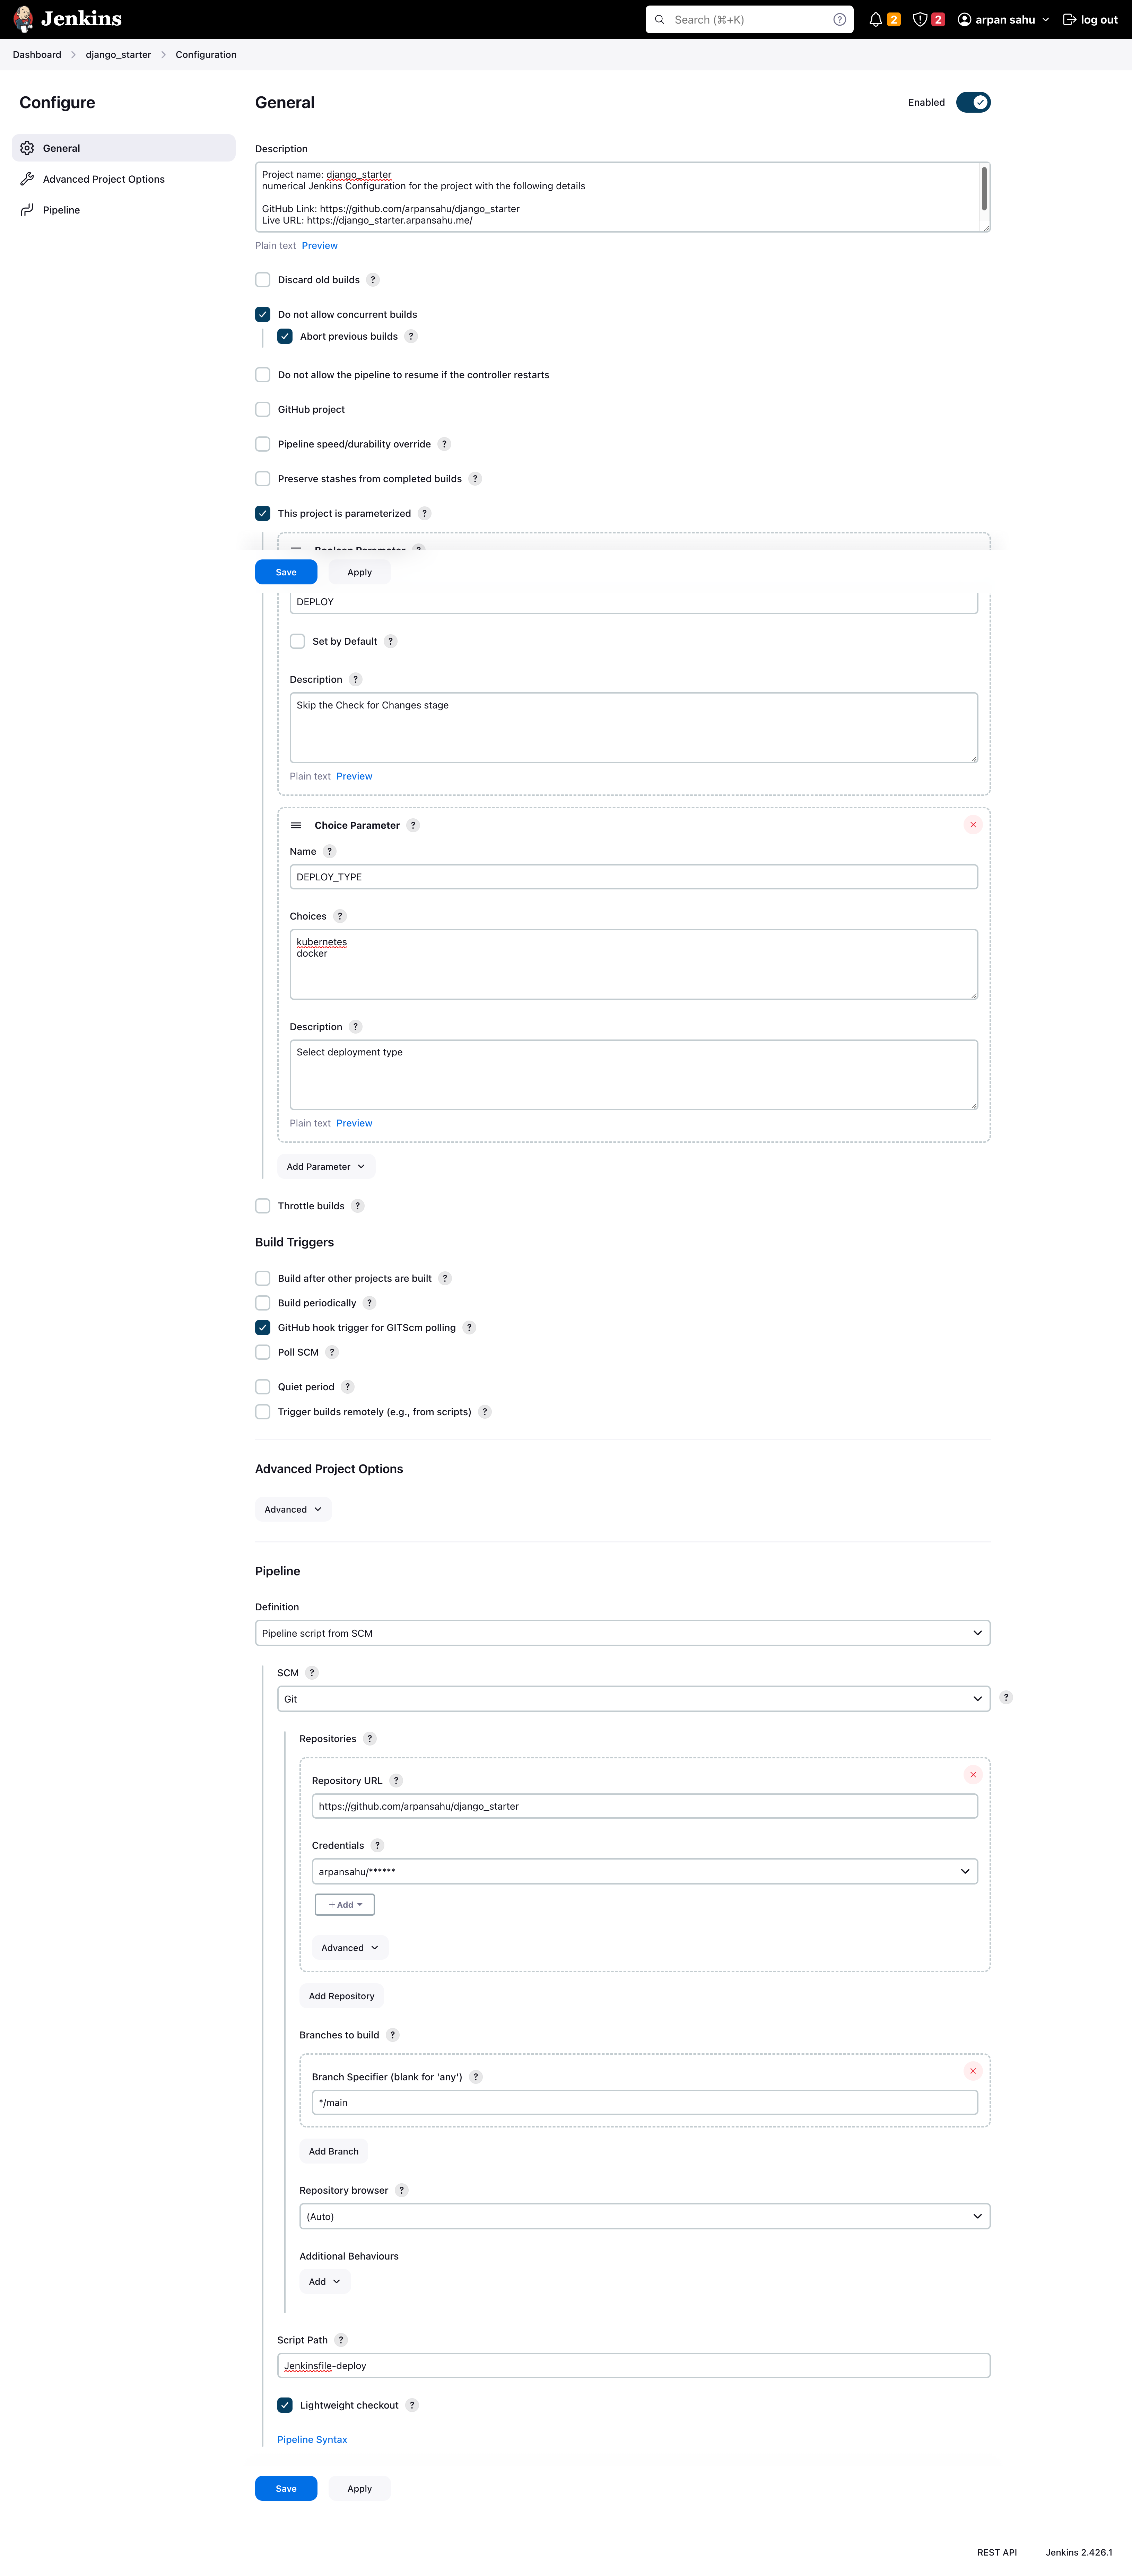 Jenkins
Search (⌘+K)
2
2
arpan sahu
log out
Dashboard
django_starter
Configuration
Configure
General
Advanced Project Options
Pipeline
General
Enabled
Description
Project name: django_starter
numerical Jenkins Configuration for the project with the following details
GitHub Link: https://github.com/arpansahu/django_starter
Live URL: https://django_starter.arpansahu.me/
Plain text Preview
Discard old builds ?
Do not allow concurrent builds
Abort previous builds ?
Do not allow the pipeline to resume if the controller restarts
GitHub project
Pipeline speed/durability override ?
Preserve stashes from completed builds ?
This project is parameterized ?
Boolean Parameter ?
Save
Apply
DEPLOY
Set by Default ?
Description ?
Skip the Check for Changes stage
Plain text Preview
Choice Parameter ?
Name ?
DEPLOY_TYPE
Choices ?
kubernetes
docker
Description ?
Select deployment type
Plain text Preview
Add Parameter
Throttle builds ?
Build Triggers
Build after other projects are built ?
Build periodically ?
GitHub hook trigger for GITScm polling ?
Poll SCM ?
Quiet period ?
Trigger builds remotely (e.g., from scripts) ?
Advanced Project Options
Advanced
Pipeline
Definition
Pipeline script from SCM
SCM ?
Git
?
Repositories ?
Repository URL ?
https://github.com/arpansahu/django_starter
Credentials ?
arpansahu/******
+ Add
Advanced
Add Repository
Branches to build ?
Branch Specifier (blank for 'any') ?
*/main
Add Branch
Repository browser ?
(Auto)
Additional Behaviours
Add
Script Path ?
Jenkinsfile-deploy
Lightweight checkout ?
Pipeline Syntax
Save
Apply
REST API
Jenkins 2.426.1